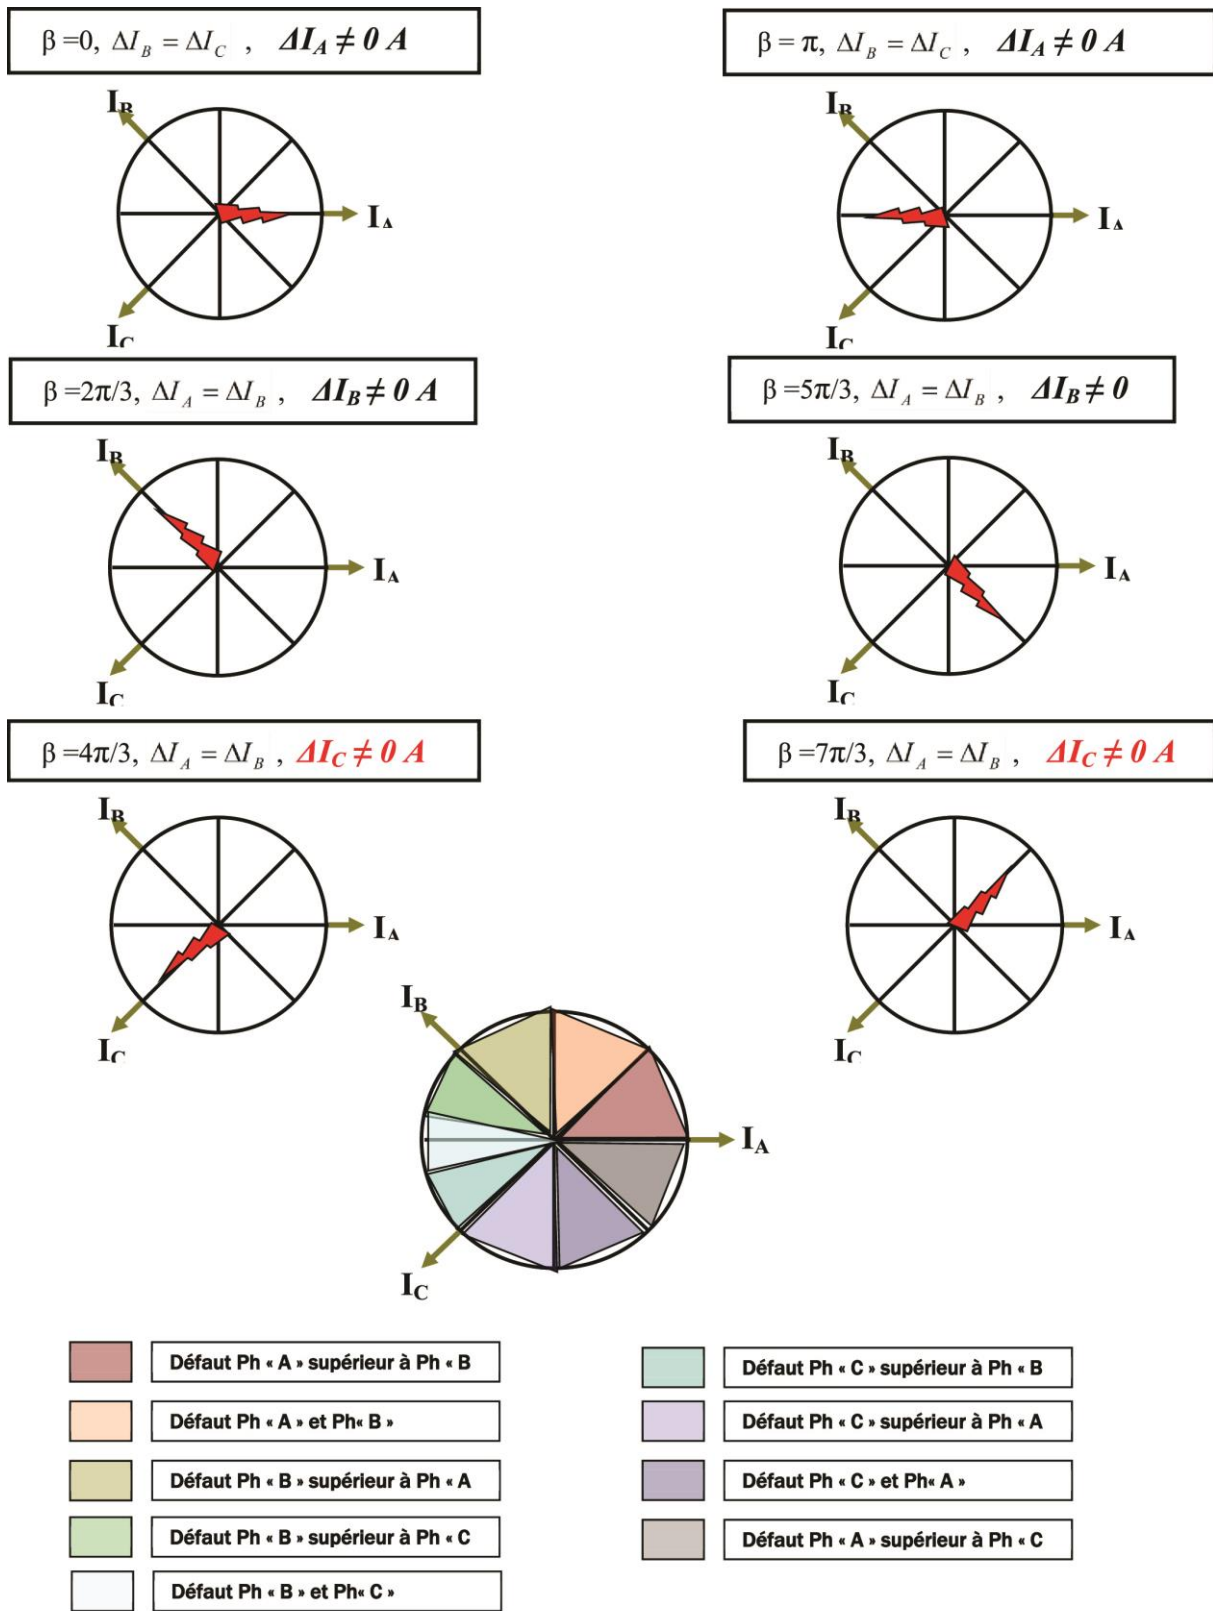 β =0, ΔI_B = ΔI_C , ΔI_A ≠ 0 A
β = π, ΔI_B = ΔI_C , ΔI_A ≠ 0 A
I_B
I_A
I_C
I_B
I_A
I_C
β =2π/3, ΔI_A = ΔI_B , ΔI_B ≠ 0 A
β =5π/3, ΔI_A = ΔI_B , ΔI_B ≠ 0
I_B
I_A
I_C
I_B
I_A
I_C
β =4π/3, ΔI_A = ΔI_B , ΔI_C ≠ 0 A
β =7π/3, ΔI_A = ΔI_B , ΔI_C ≠ 0 A
I_B
I_A
I_C
I_B
I_A
I_C
I_B
I_A
I_C
Défaut Ph « A » supérieur à Ph « B
Défaut Ph « A » et Ph« B »
Défaut Ph « B » supérieur à Ph « A
Défaut Ph « B » supérieur à Ph « C
Défaut Ph « B » et Ph« C »
Défaut Ph « C » supérieur à Ph « B
Défaut Ph « C » supérieur à Ph « A
Défaut Ph « C » et Ph« A »
Défaut Ph « A » supérieur à Ph « C